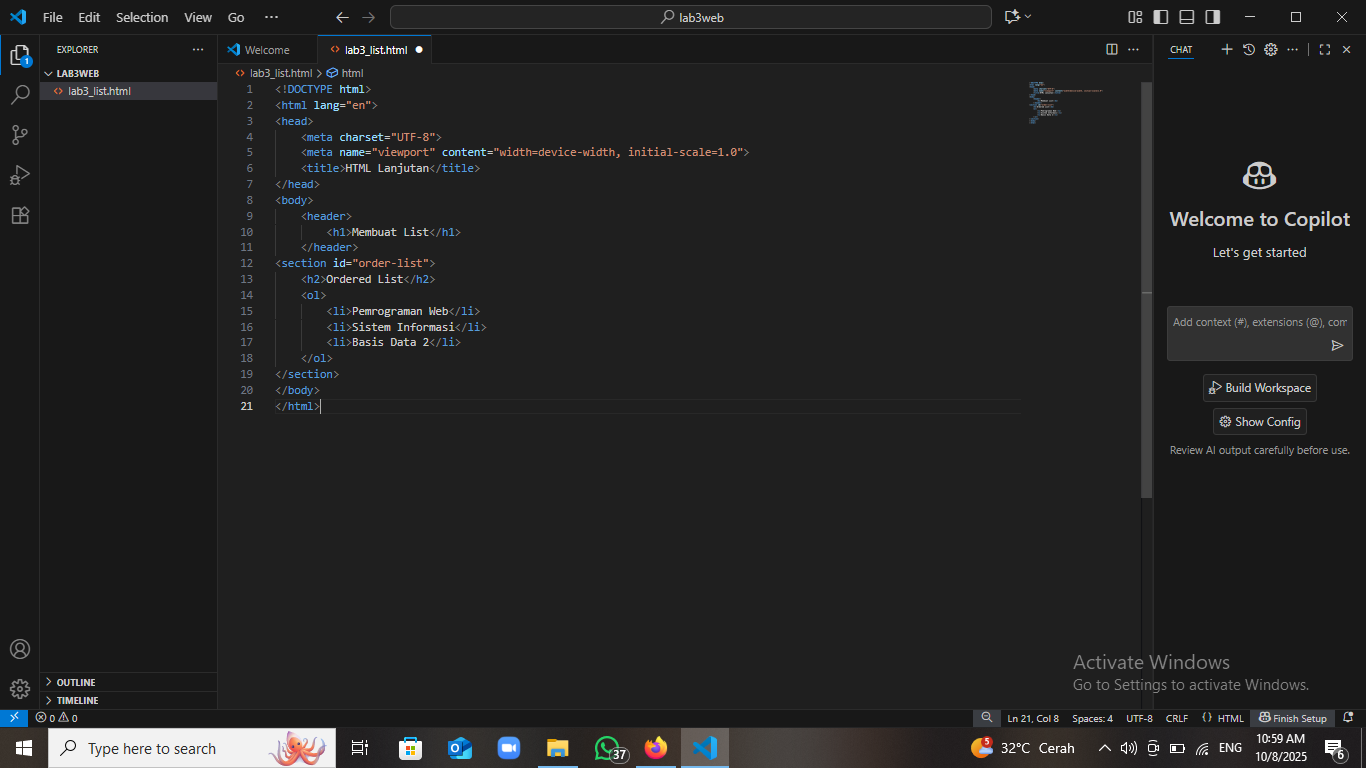 File Edit Selection View Go ··· lab3web
EXPLORER ···
LAB3WEB
lab3_list.html
Welcome lab3_list.html
lab3_list.html > html
1 <!DOCTYPE html>
2 <html lang="en">
3 <head>
4 <meta charset="UTF-8">
5 <meta name="viewport" content="width=device-width, initial-scale=1.0">
6 <title>HTML Lanjutan</title>
7 </head>
8 <body>
9 <header>
10 <h1>Membuat List</h1>
11 </header>
12 <section id="order-list">
13 <h2>Ordered List</h2>
14 <ol>
15 <li>Pemrograman Web</li>
16 <li>Sistem Informasi</li>
17 <li>Basis Data 2</li>
18 </ol>
19 </section>
20 </body>
21 </html>
CHAT
Welcome to Copilot
Let's get started
Add context (#), extensions (@), com
Build Workspace
Show Config
Review AI output carefully before use.
1
OUTLINE
TIMELINE
Activate Windows
Go to Settings to activate Windows.
0 0 Ln 21, Col 8 Spaces: 4 UTF-8 CRLF {} HTML Finish Setup
Type here to search 37 5 32°C Cerah ENG 10:59 AM
10/8/2025 6